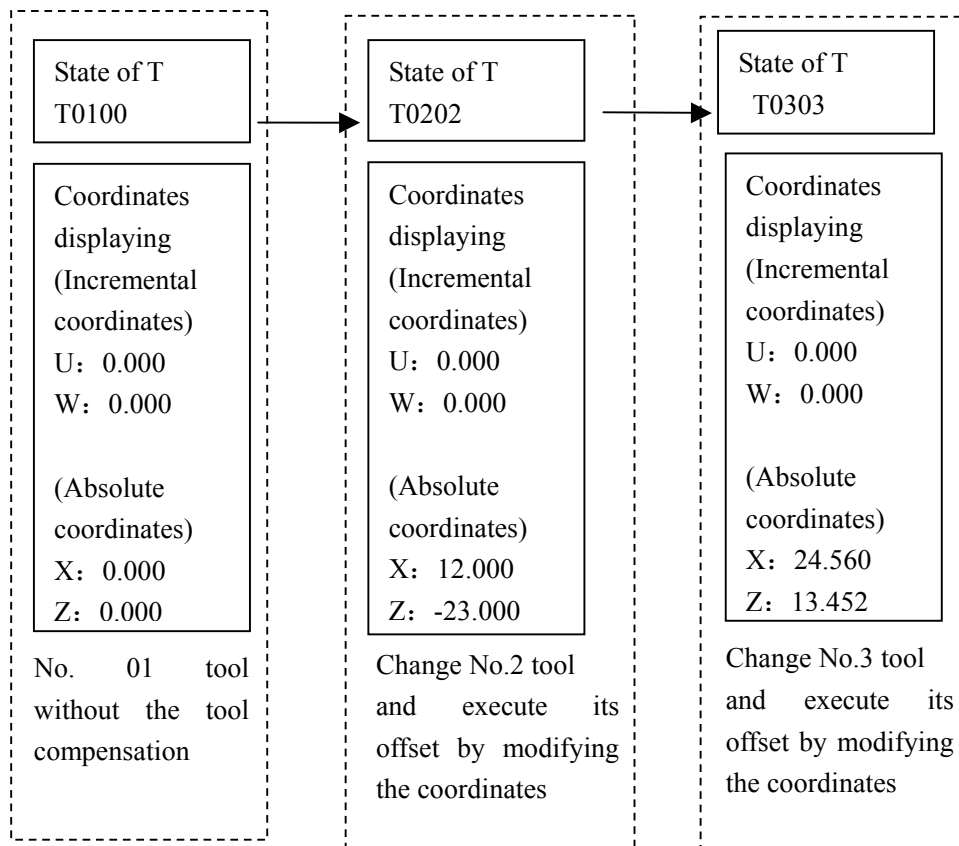 State of T
T0100
Coordinates
displaying
(Incremental
coordinates)
U：0.000
W：0.000
(Absolute
coordinates)
X：0.000
Z：0.000
No. 01 tool
without the tool
compensation
State of T
T0202
Coordinates
displaying
(Incremental
coordinates)
U：0.000
W：0.000
(Absolute
coordinates)
X：12.000
Z：-23.000
Change No.2 tool
and execute its
offset by modifying
the coordinates
State of T
T0303
Coordinates
displaying
(Incremental
coordinates)
U：0.000
W：0.000
(Absolute
coordinates)
X：24.560
Z：13.452
Change No.3 tool
and execute its
offset by modifying
the coordinates